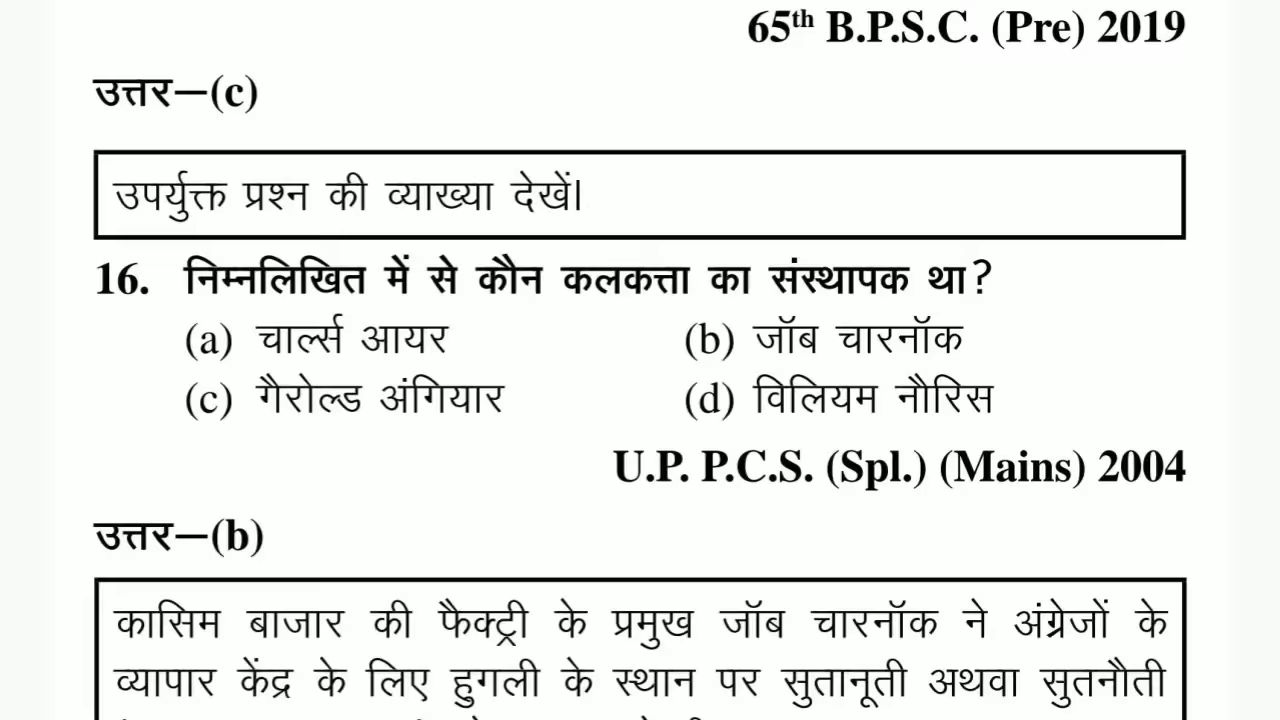 65th B.P.S.C. (Pre) 2019
उत्तर—(c)
उपर्युक्त प्रश्न की व्याख्या देखें।
16. निम्नलिखित में से कौन कलकत्ता का संस्थापक था?
(a) चार्ल्स आयर (b) जॉब चारनॉक
(c) गैरोल्ड अंगियार (d) विलियम नौरिस
U.P. P.C.S. (Spl.) (Mains) 2004
उत्तर—(b)
कासिम बाजार की फैक्ट्री के प्रमुख जॉब चारनॉक ने अंग्रेजों के
व्यापार केंद्र के लिए हुगली के स्थान पर सुतानूती अथवा सुतनौती